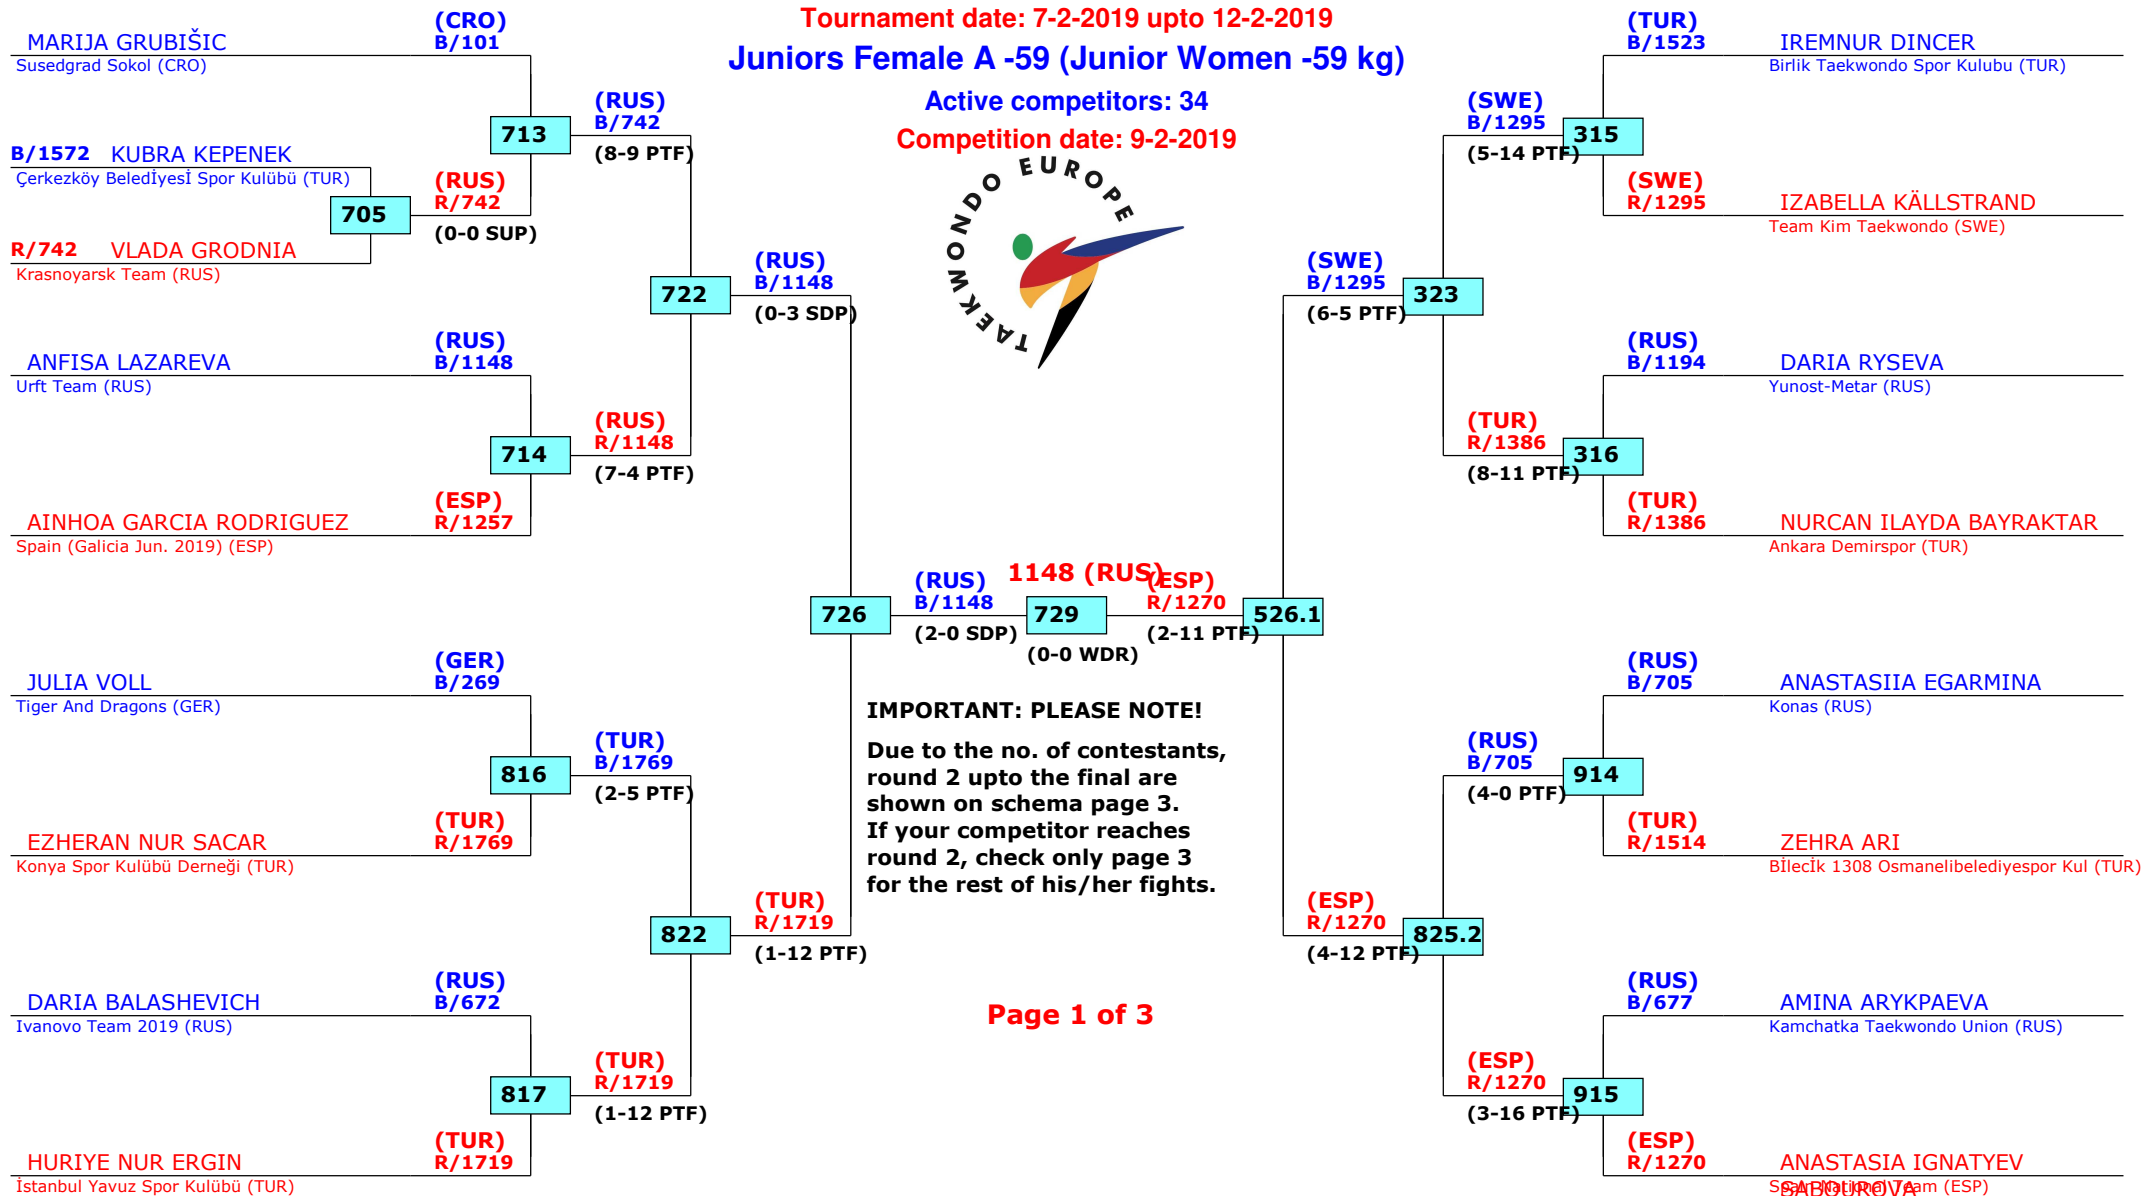 Tournament date: 7-2-2019 upto 12-2-2019
Juniors Female A -59 (Junior Women -59 kg)
Active competitors: 34
Competition date: 9-2-2019
TAEKWONDO EUROPE
(CRO)
MARIJA GRUBIŠIC B/101
Susedgrad Sokol (CRO)
(RUS)
B/742
713
(8-9 PTF)
B/1572 KUBRA KEPENEK
Çerkezköy Beledİyesİ Spor Kulübü (TUR)
(RUS)
R/742
705
(0-0 SUP)
R/742 VLADA GRODNIA
Krasnoyarsk Team (RUS)
(RUS)
B/1148
722
(0-3 SDP)
(RUS)
ANFISA LAZAREVA B/1148
Urft Team (RUS)
(RUS)
R/1148
714
(7-4 PTF)
(ESP)
AINHOA GARCIA RODRIGUEZ R/1257
Spain (Galicia Jun. 2019) (ESP)
(RUS)
B/1148
726
(2-0 SDP)
1148 (RUS)
729
(0-0 WDR)
(ESP)
R/1270
526.1
(2-11 PTF)
(GER)
JULIA VOLL B/269
Tiger And Dragons (GER)
(TUR)
B/1769
816
(2-5 PTF)
(TUR)
EZHERAN NUR SACAR R/1769
Konya Spor Kulübü Derneği (TUR)
(TUR)
R/1719
822
(1-12 PTF)
(RUS)
DARIA BALASHEVICH B/672
Ivanovo Team 2019 (RUS)
(TUR)
R/1719
817
(1-12 PTF)
(TUR)
HURIYE NUR ERGIN R/1719
İstanbul Yavuz Spor Kulübü (TUR)
IMPORTANT: PLEASE NOTE!
Due to the no. of contestants,
round 2 upto the final are
shown on schema page 3.
If your competitor reaches
round 2, check only page 3
for the rest of his/her fights.
Page 1 of 3
(TUR)
B/1523 IREMNUR DINCER
Birlik Taekwondo Spor Kulubu (TUR)
(SWE)
B/1295
315
(5-14 PTF)
(SWE)
R/1295 IZABELLA KÄLLSTRAND
Team Kim Taekwondo (SWE)
(SWE)
B/1295
323
(6-5 PTF)
(RUS)
B/1194 DARIA RYSEVA
Yunost-Metar (RUS)
(TUR)
R/1386
316
(8-11 PTF)
(TUR)
R/1386 NURCAN ILAYDA BAYRAKTAR
Ankara Demirspor (TUR)
(RUS)
B/705 ANASTASIIA EGARMINA
Konas (RUS)
(RUS)
B/705
914
(4-0 PTF)
(TUR)
R/1514 ZEHRA ARI
Bİlecİk 1308 Osmanelibelediyespor Kul (TUR)
(ESP)
R/1270
825.2
(4-12 PTF)
(RUS)
B/677 AMINA ARYKPAEVA
Kamchatka Taekwondo Union (RUS)
(ESP)
R/1270
915
(3-16 PTF)
(ESP)
R/1270 ANASTASIA IGNATYEV
SABOUROVA
Spain National Team (ESP)